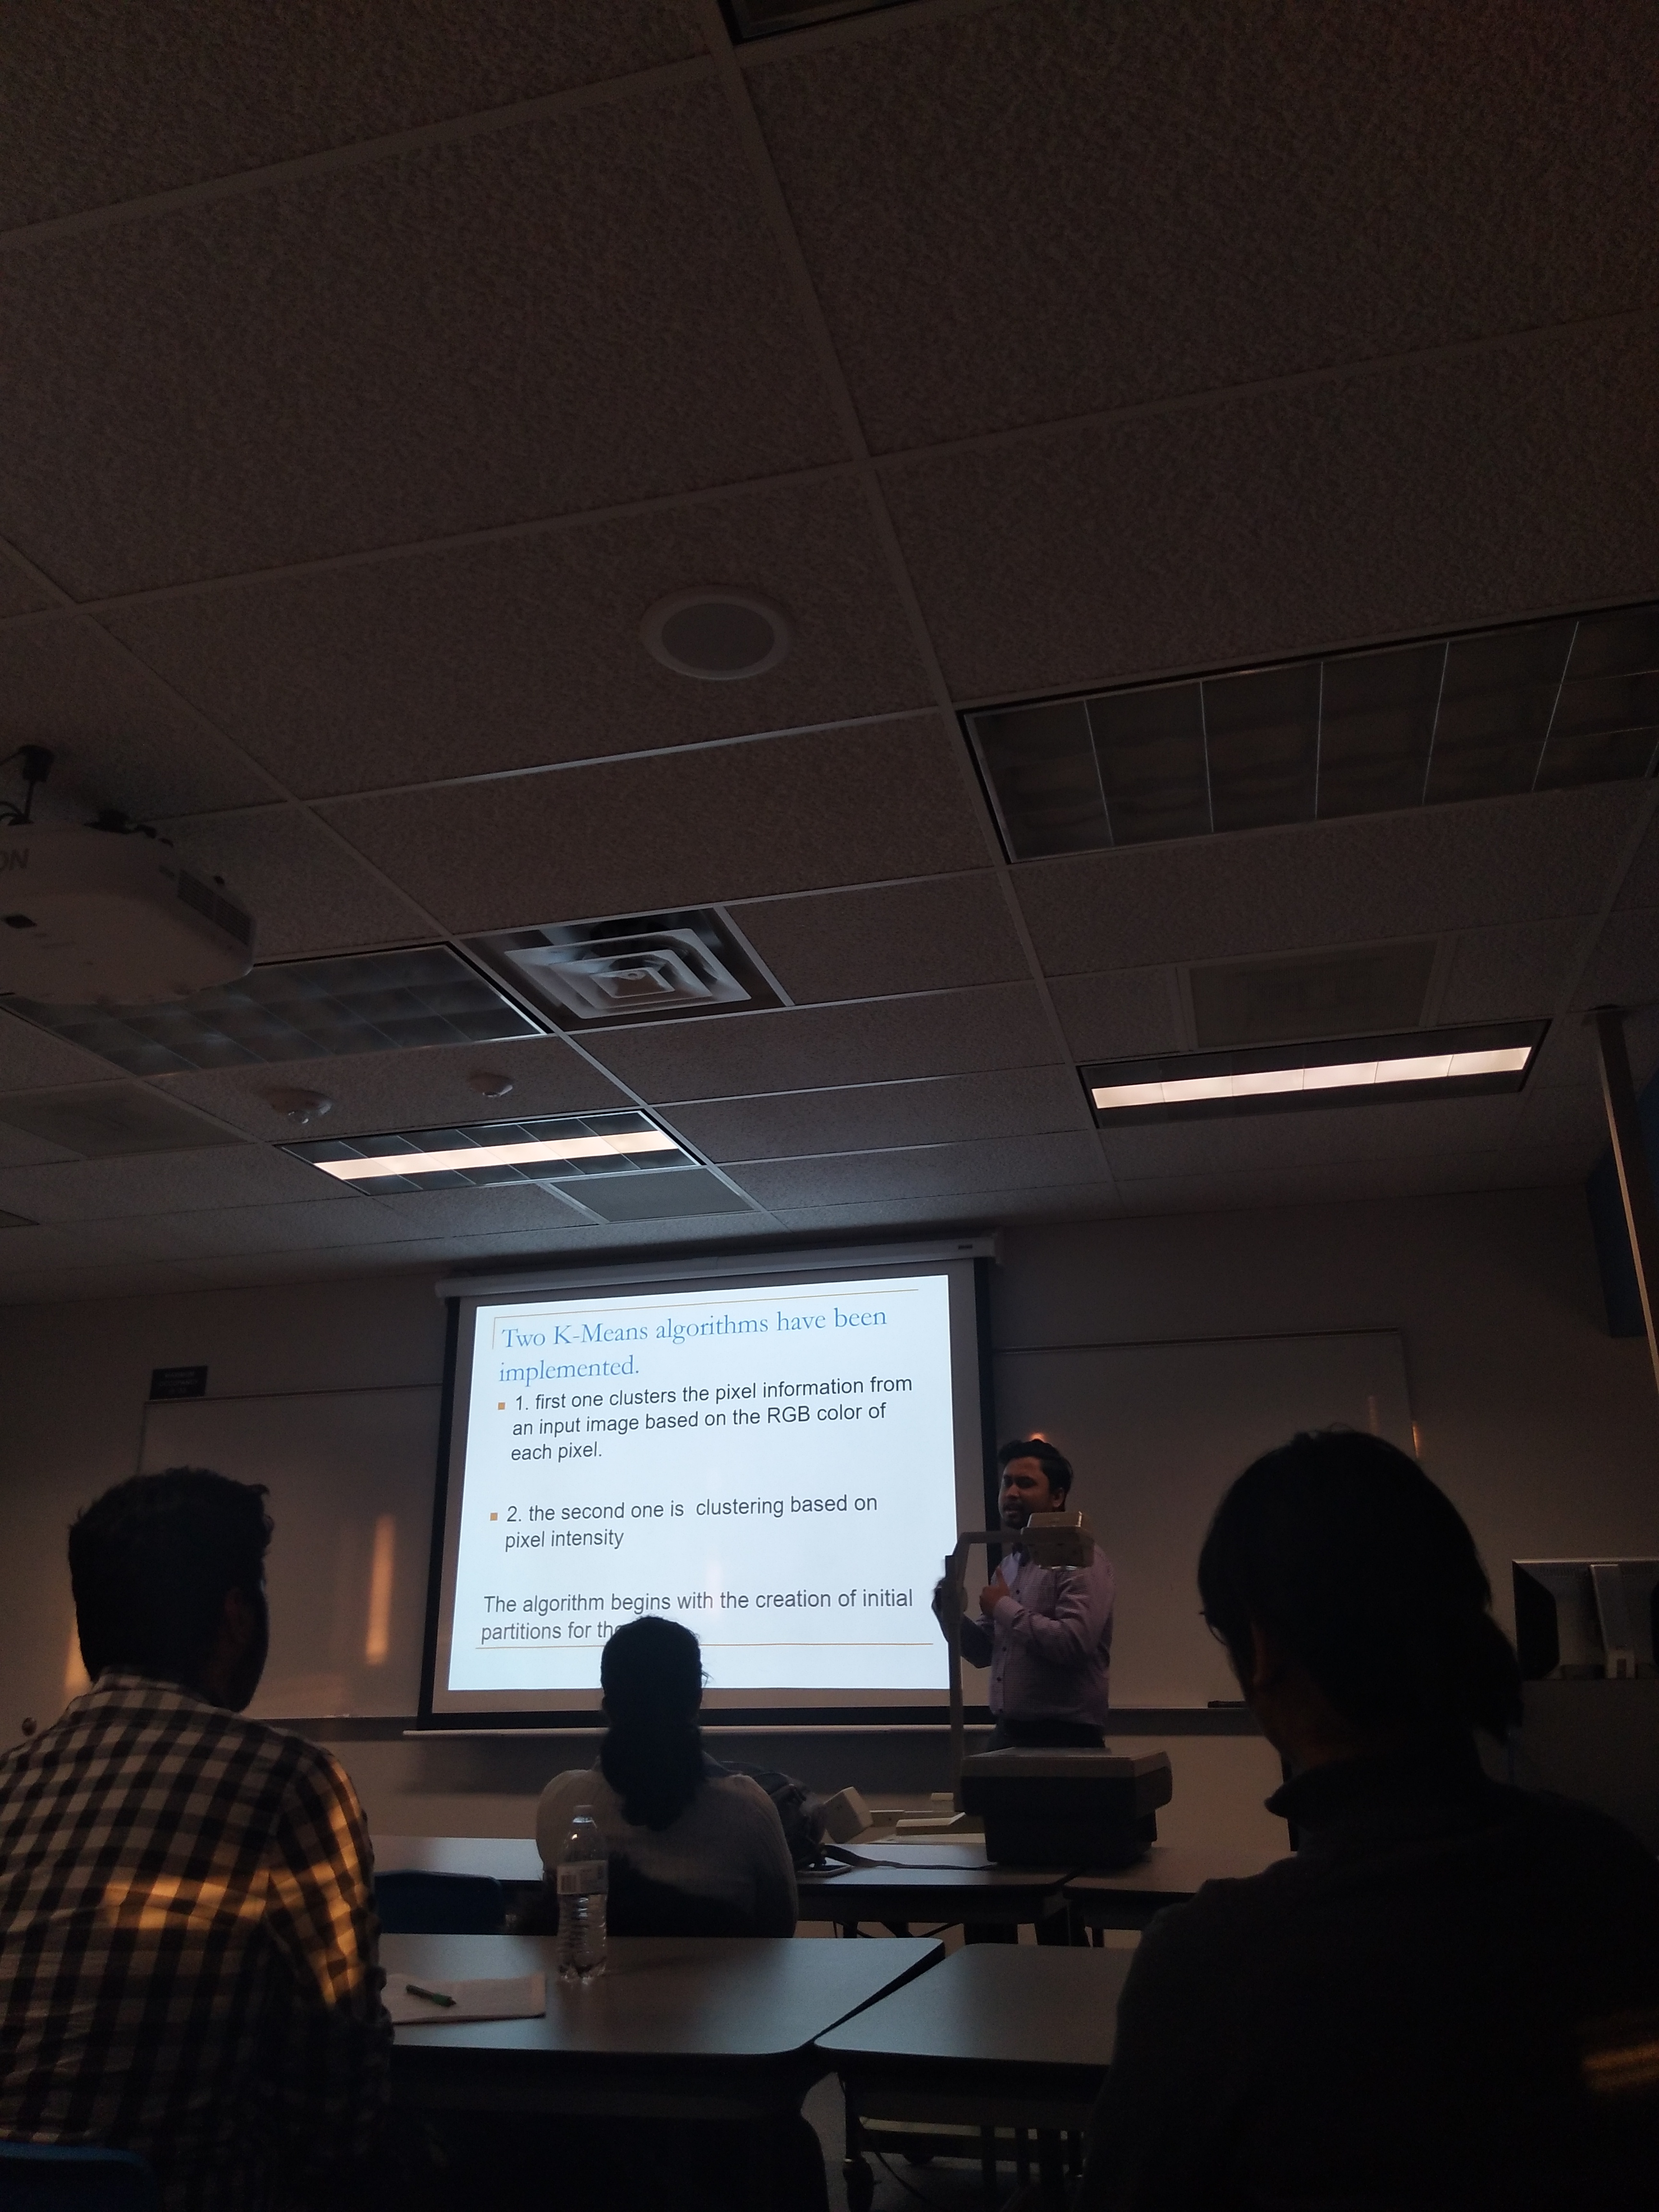 ON
Two K-Means algorithms have been
implemented.
1. first one clusters the pixel information from
an input image based on the RGB color of
each pixel.
2. the second one is clustering based on
pixel intensity
The algorithm begins with the creation of initial
partitions for the